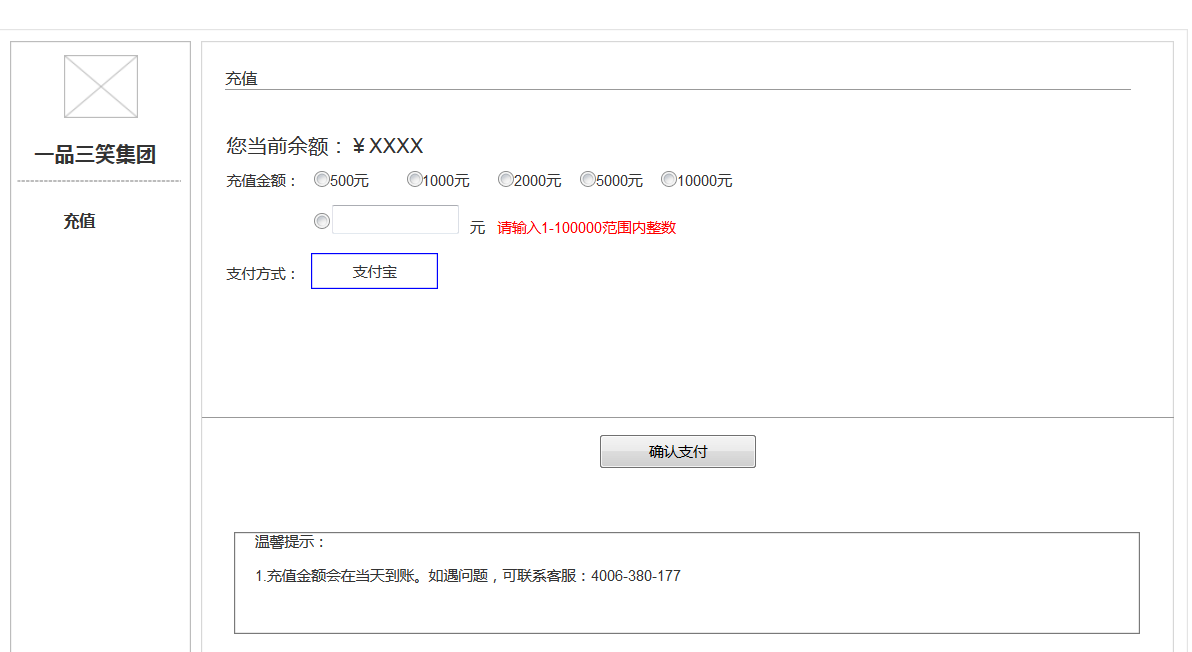 一品三笑集团
充值
充值
您当前余额：¥XXXX
充值金额： 500元 1000元 2000元 5000元 10000元
元 请输入1-100000范围内整数
支付方式： 支付宝
确认支付
温馨提示：
1.充值金额会在当天到账。如遇问题，可联系客服：4006-380-177